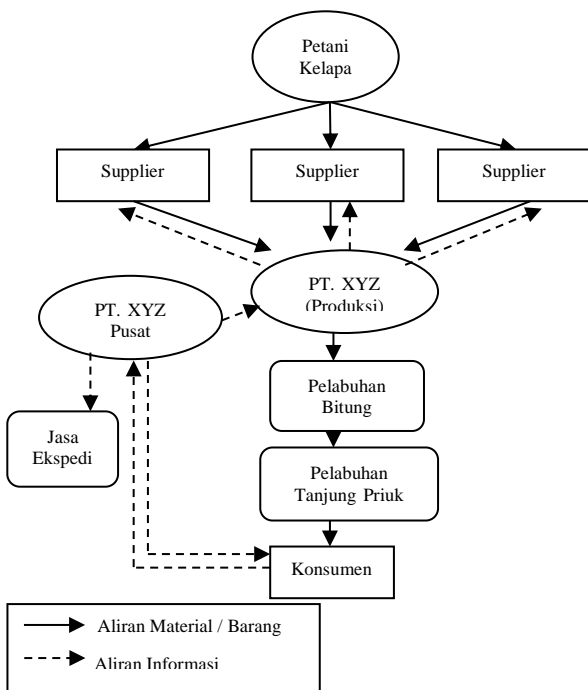 Petani
Kelapa
Supplier
Supplier
Supplier
PT. XYZ
(Produksi)
PT. XYZ
Pusat
Pelabuhan
Bitung
Jasa
Ekspedi
Pelabuhan
Tanjung Priuk
Konsumen
Aliran Material / Barang
Aliran Informasi